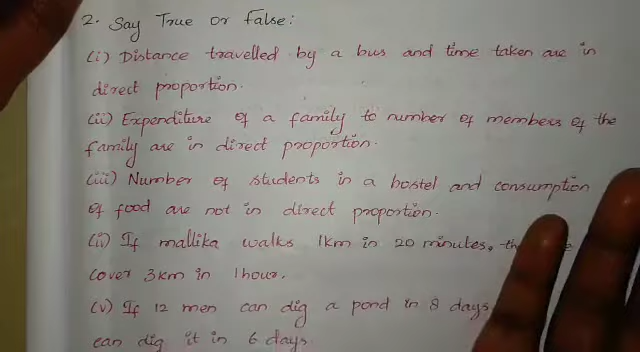 2. Say True or False:
(i) Distance travelled by a bus and time taken are in
direct proportion.
(ii) Expenditure of a family to number of members of the
family are in direct proportion.
(iii) Number of students in a hostel and consumption
of food are not in direct proportion.
(iv) If mallika walks 1km in 20 minutes,
cover 3km in 1hour.
(v) If 12 men can dig a pond in 8 days
can dig it in 6 days.